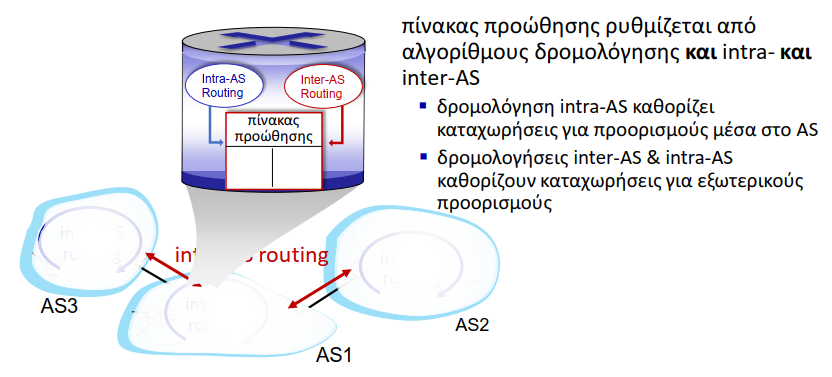 πίνακας προώθησης ρυθμίζεται από
αλγορίθμους δρομολόγησης και intra- και
inter-AS
δρομολόγηση intra-AS καθορίζει
καταχωρήσεις για προορισμούς μέσα στο AS
δρομολογήσεις inter-AS & intra-AS
καθορίζουν καταχωρήσεις για εξωτερικούς
προορισμούς
Intra-AS
Routing
Inter-AS
Routing
πίνακας
προώθησης
routing
AS3
AS2
AS1